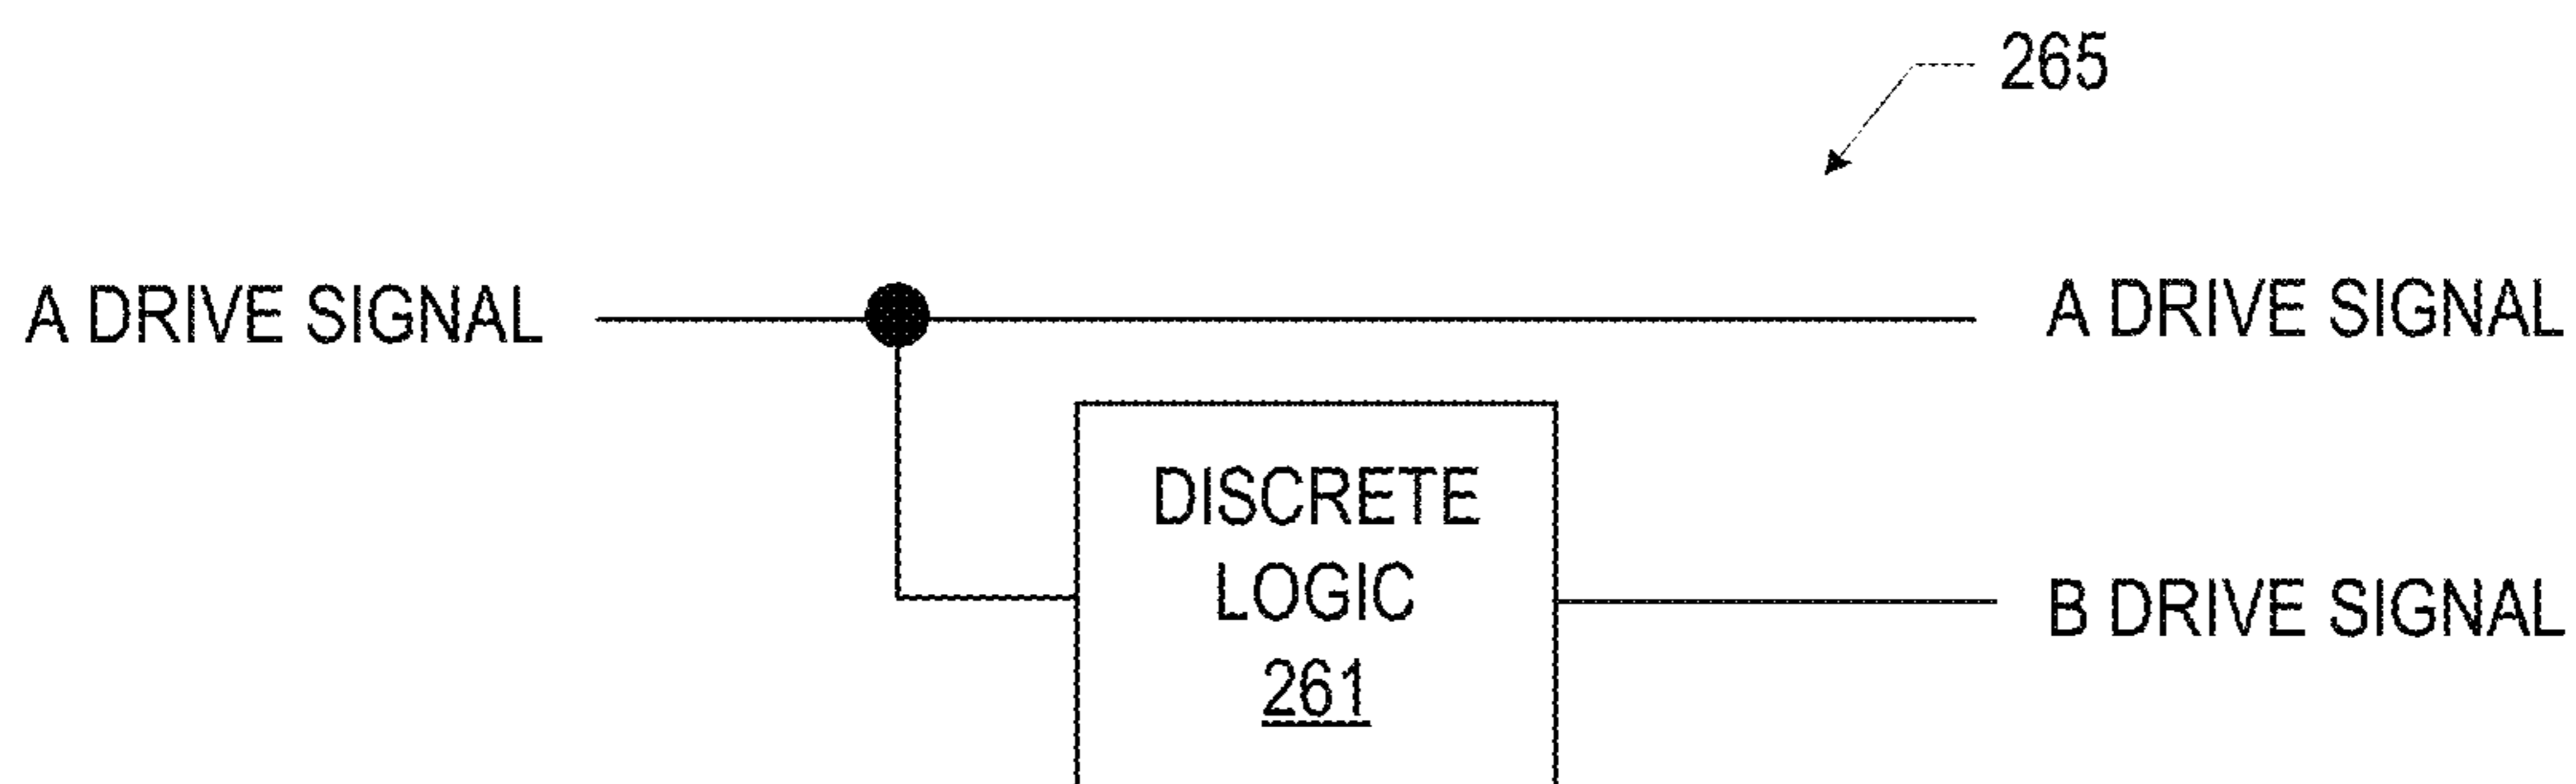 265
A DRIVE SIGNAL
A DRIVE SIGNAL
DISCRETE
LOGIC
261
B DRIVE SIGNAL